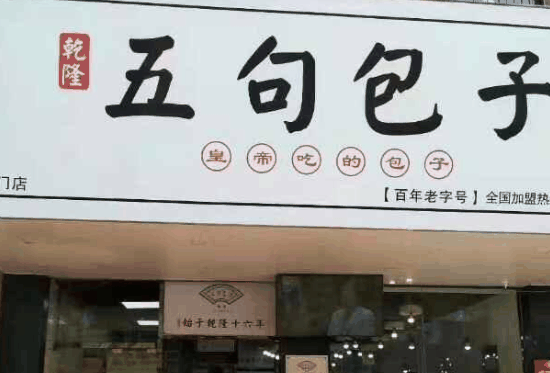 乾隆
五句包子
皇帝吃的包子
门店
【百年老字号】全国加盟热
始于乾隆十六年